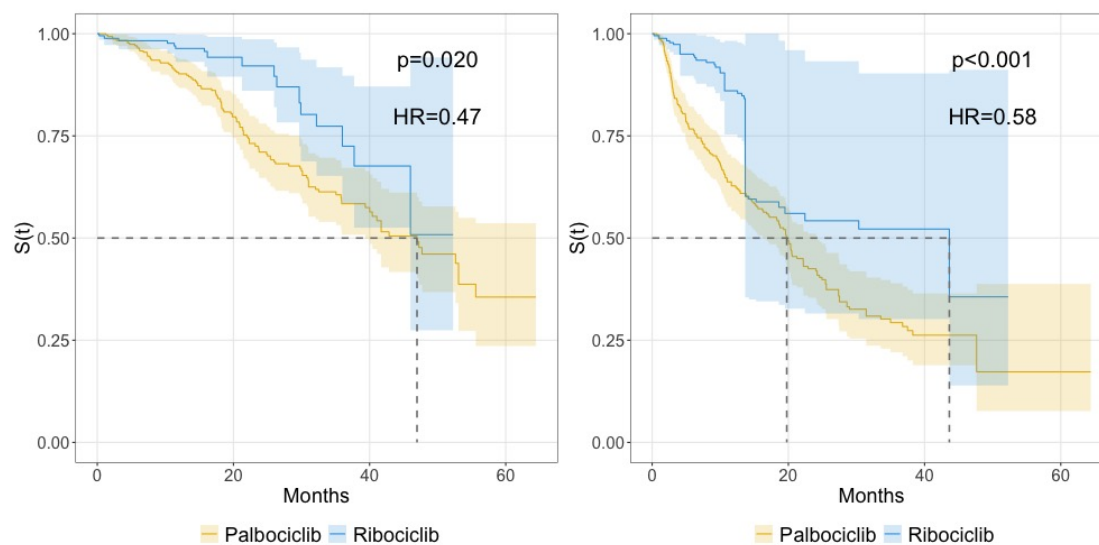 1.00
0.75
0.50
0.25
0.00
S(t)
p=0.020
HR=0.47
0
20
40
60
Months
Palbociclib
Ribociclib
1.00
0.75
0.50
0.25
0.00
S(t)
p<0.001
HR=0.58
0
20
40
60
Months
Palbociclib
Ribociclib